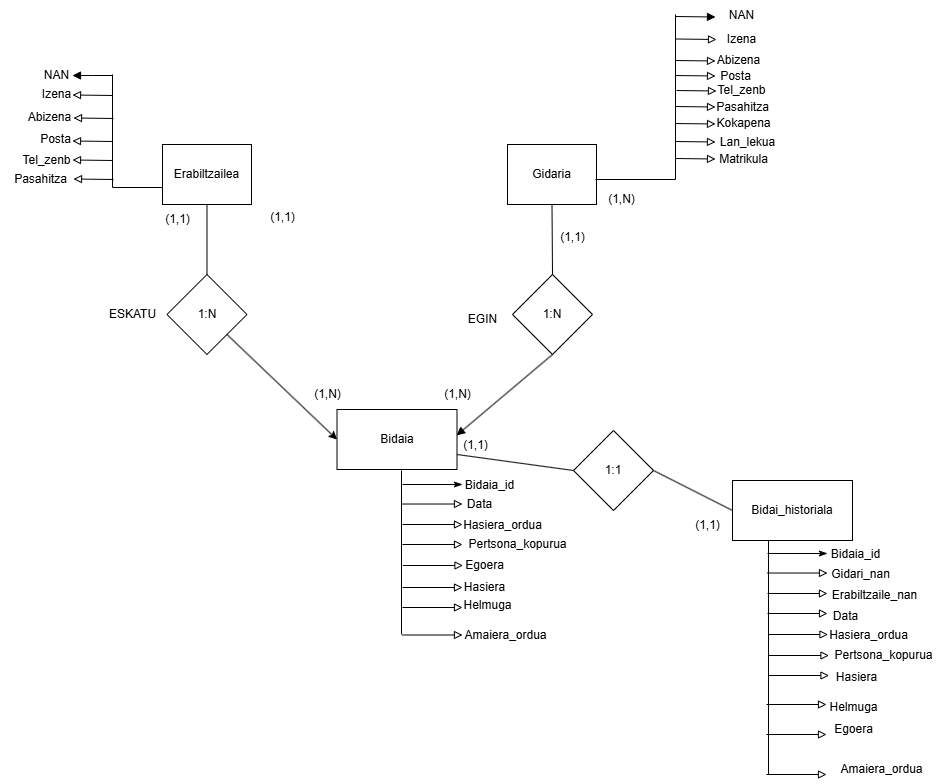 NAN
Izena
Abizena
Posta
Tel_zenb
Pasahitza
Erabiltzailea
(1,1)
(1,1)
NAN
Izena
Abizena
Posta
Tel_zenb
Pasahitza
Kokapena
Lan_lekua
Matrikula
Gidaria
(1,N)
(1,1)
ESKATU
1:N
EGIN
1:N
(1,N)
(1,N)
Bidaia
(1,1)
1:1
(1,1)
Bidaia_id
Data
Hasiera_ordua
Pertsona_kopurua
Egoera
Hasiera
Helmuga
Amaiera_ordua
Bidai_historiala
Bidaia_id
Gidari_nan
Erabiltzaile_nan
Data
Hasiera_ordua
Pertsona_kopurua
Hasiera
Helmuga
Egoera
Amaiera_ordua